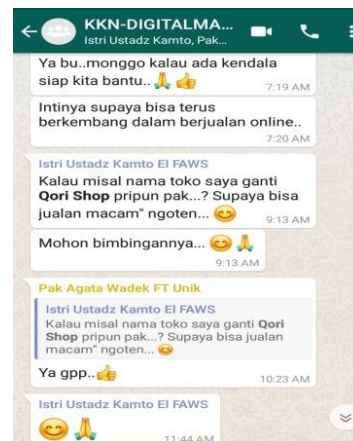 KKN-DIGITALMA...
Istri Ustadz Kamto, Pak...
Ya bu..monggo kalau ada kendala
siap kita bantu..🙏👍
7:19 AM
Intinya supaya bisa terus
berkembang dalam berjualan online..
7:20 AM
Istri Ustadz Kamto El FAWS
Kalau misal nama toko saya ganti
Qori Shop pripun pak...? Supaya bisa
jualan macam" ngoten... 😊
9:13 AM
Mohon bimbingannya... 😊🙏
9:13 AM
Pak Agata Wadek FT Unik
Istri Ustadz Kamto El FAWS
Kalau misal nama toko saya ganti Qori
Shop pripun pak...? Supaya bisa jualan
macam" ngoten... 😊
Ya gpp..👍
10:23 AM
Istri Ustadz Kamto El FAWS
😊🙏
11:44 AM